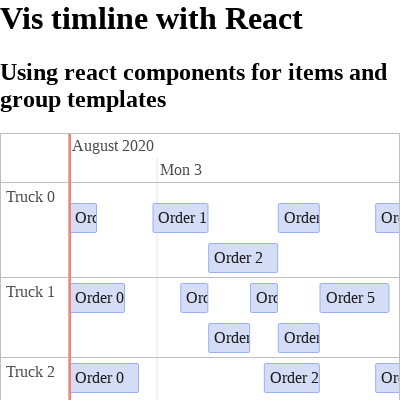 Vis timline with React
Using react components for items and
group templates
August 2020
Mon 3
Truck 0
Ord Order 1 Order Or
Order 2
Truck 1
Order 0 Ord Ord Order 5
Order Order
Truck 2
Order 0 Order 2 Or